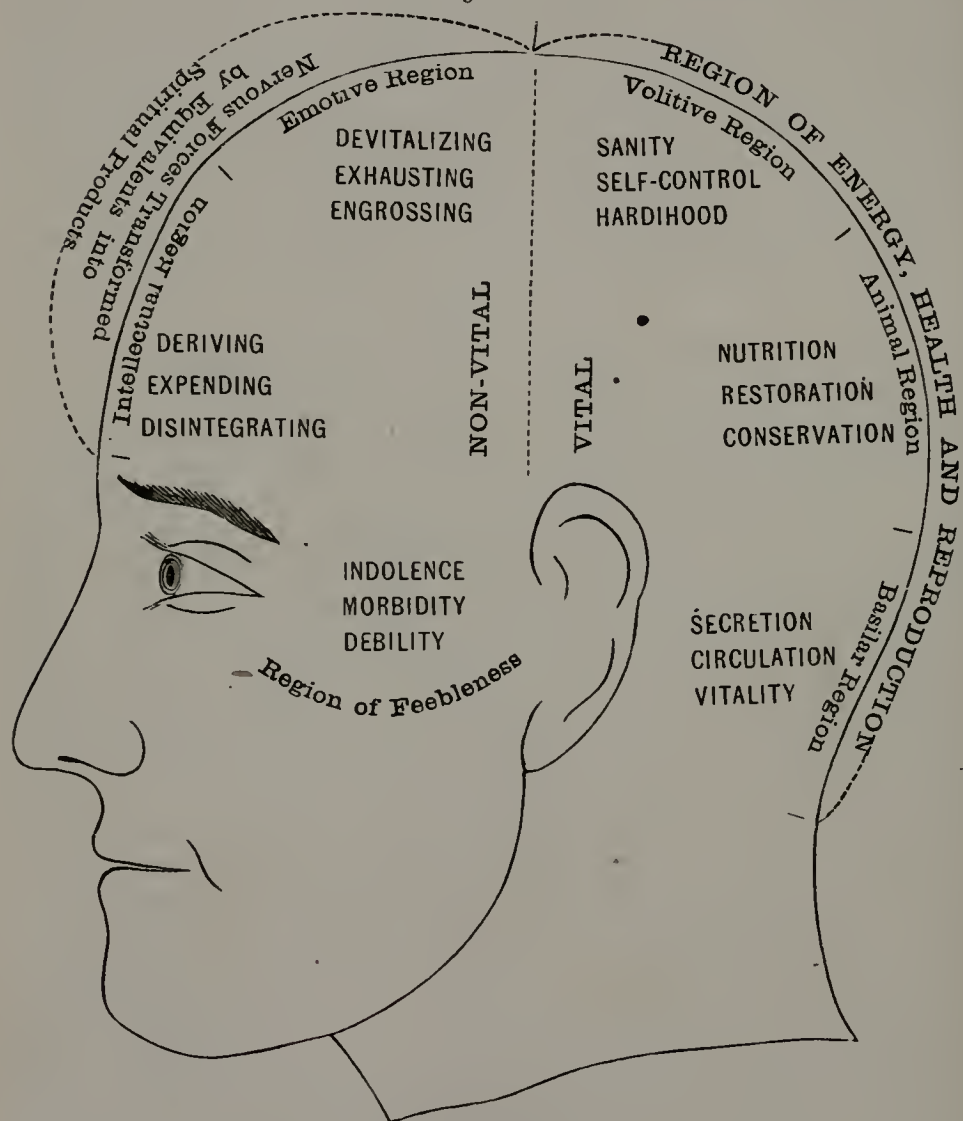 Nervous Forces Transformed
by Equivalents into
Spiritual Products.
Emotive Region
Intellectual Region
REGION OF ENERGY, HEALTH AND REPRODUCTION
Volitive Region
Animal Region
Basilar Region
DEVITALIZING
EXHAUSTING
ENGROSSING
SANITY
SELF-CONTROL
HARDIHOOD
DERIVING
EXPENDING
DISINTEGRATING
NON-VITAL
VITAL
NUTRITION
RESTORATION
CONSERVATION
INDOLENCE
MORBIDITY
DEBILITY
Region of Feebleness
SECRETION
CIRCULATION
VITALITY